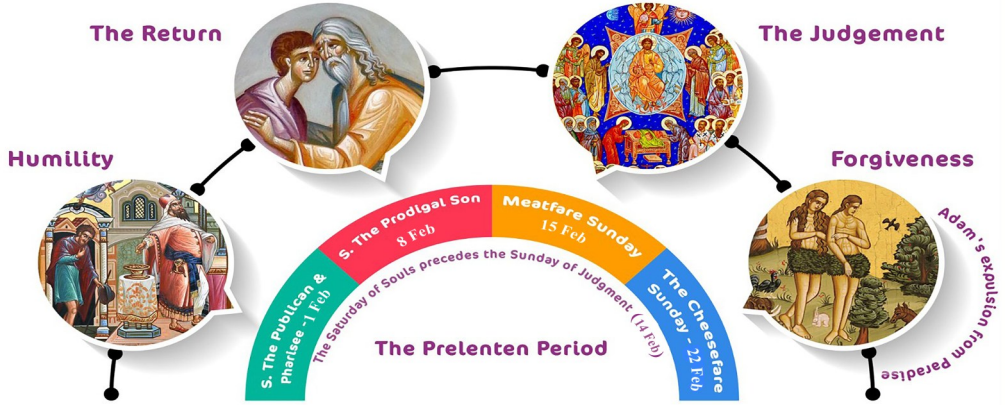 The Return
The Judgement
Humility
Forgiveness
S. The Publican &
Pharisee -1 Feb
S. The Prodigal Son
8 Feb
Meatfare Sunday
15 Feb
The Cheesefare
Sunday - 22 Feb
The Saturday of Souls precedes the Sunday of Judgment (14 Feb)
The Prelenten Period
Adam's expulsion from Paradise